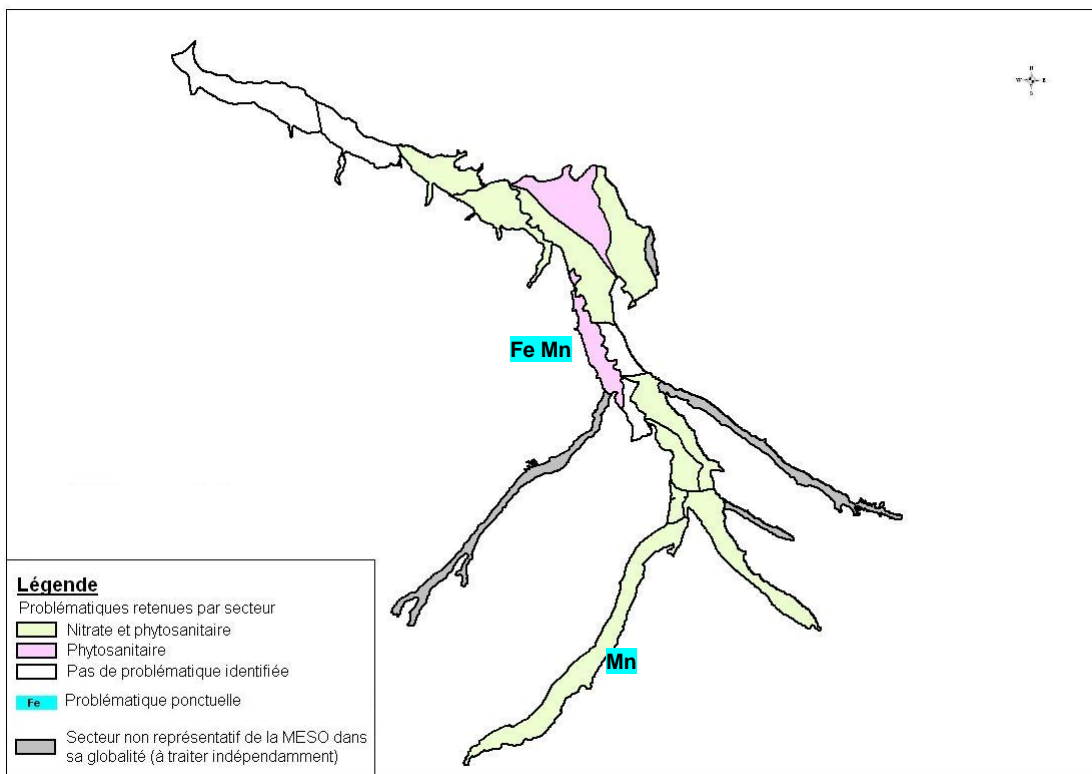 N
W E
S
Fe Mn
Mn
Légende
Problématiques retenues par secteur
Nitrate et phytosanitaire
Phytosanitaire
Pas de problématique identifiée
Fe Problématique ponctuelle
Secteur non représentatif de la MESO dans
sa globalité (à traiter indépendamment)